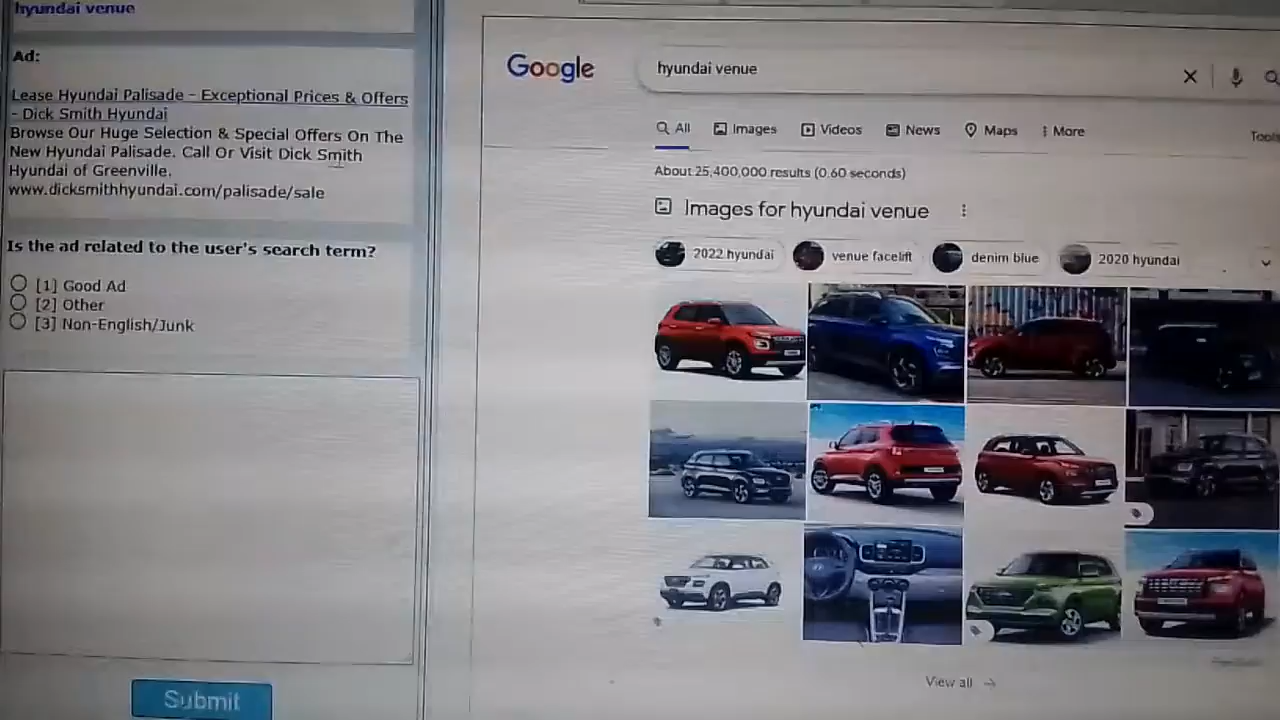 hyundai venue
Ad:
Lease Hyundai Palisade - Exceptional Prices & Offers
- Dick Smith Hyundai
Browse Our Huge Selection & Special Offers On The
New Hyundai Palisade. Call Or Visit Dick Smith
Hyundai of Greenville.
www.dicksmithhyundai.com/palisade/sale
Is the ad related to the user's search term?
[1] Good Ad
[2] Other
[3] Non-English/Junk
Submit
Google
hyundai venue
All Images Videos News Maps More
Tools
About 25,400,000 results (0.60 seconds)
Images for hyundai venue
2022 hyundai venue facelift denim blue 2020 hyundai
View all